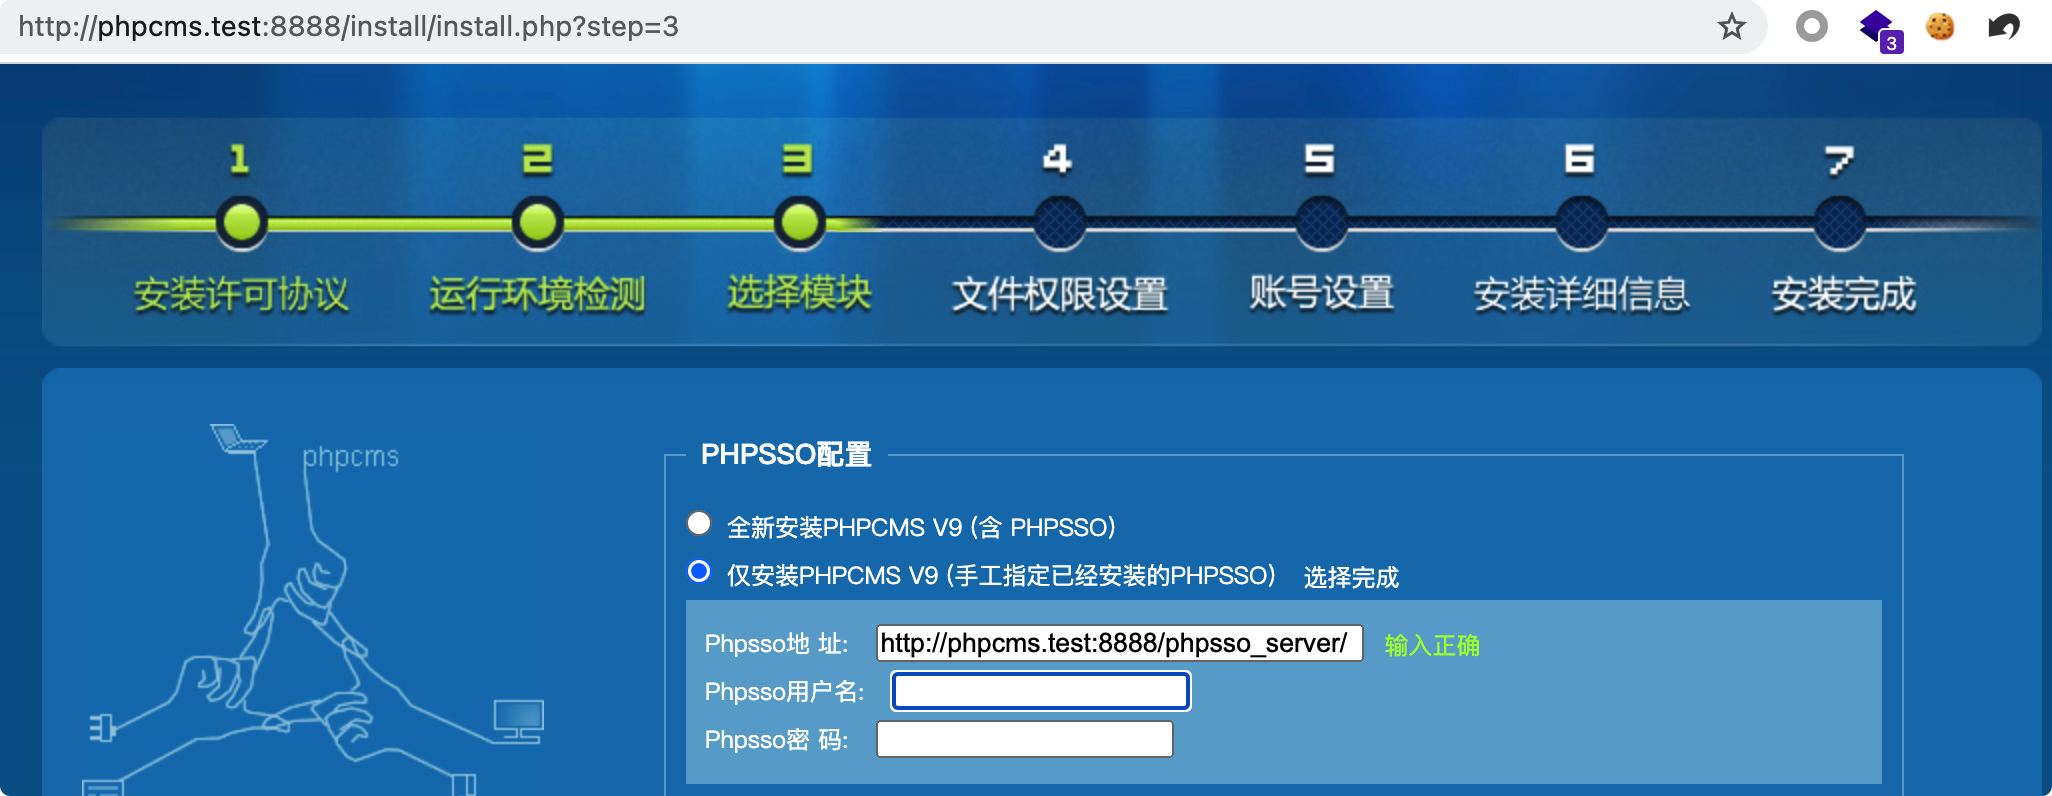 http://phpcms.test:8888/install/install.php?step=3
3
1 2 3 4 5 6 7
安装许可协议 运行环境检测 选择模块 文件权限设置 账号设置 安装详细信息 安装完成
phpcms
PHPSSO配置
全新安装PHPCMS V9 (含 PHPSSO)
仅安装PHPCMS V9 (手工指定已经安装的PHPSSO) 选择完成
Phpsso地 址: http://phpcms.test:8888/phpsso_server/ 输入正确
Phpsso用户名:
Phpsso密 码: